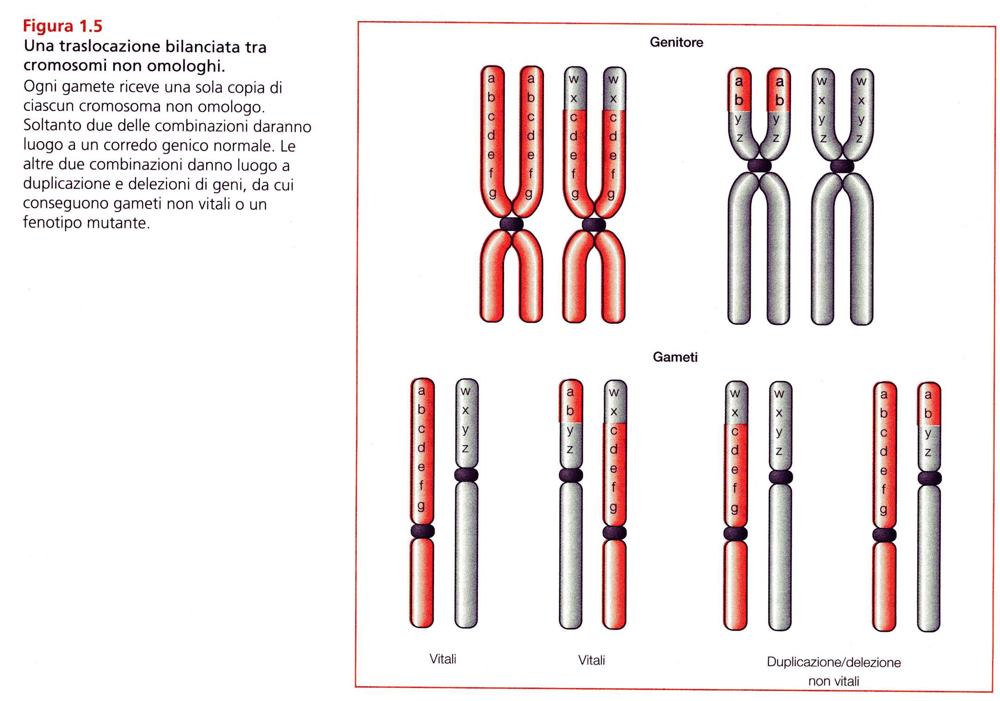 Figura 1.5
Una traslocazione bilanciata tra
cromosomi non omologhi.
Ogni gamete riceve una sola copia di
ciascun cromosoma non omologo.
Soltanto due delle combinazioni daranno
luogo a un corredo genico normale. Le
altre due combinazioni danno luogo a
duplicazione e delezioni di geni, da cui
conseguono gameti non vitali o un
fenotipo mutante.
Genitore
a a w w a a w w
b b x x b b x x
c c c c y y y y
d d d d z z z z
e e e e
f f f f
g g g g
Gameti
a w a w w w a a
b x b x x x b b
c y y c c y c y
d z z d d z d z
e e e e
f f f f
g g g g
Vitali
Vitali
Duplicazione/delezione
non vitali